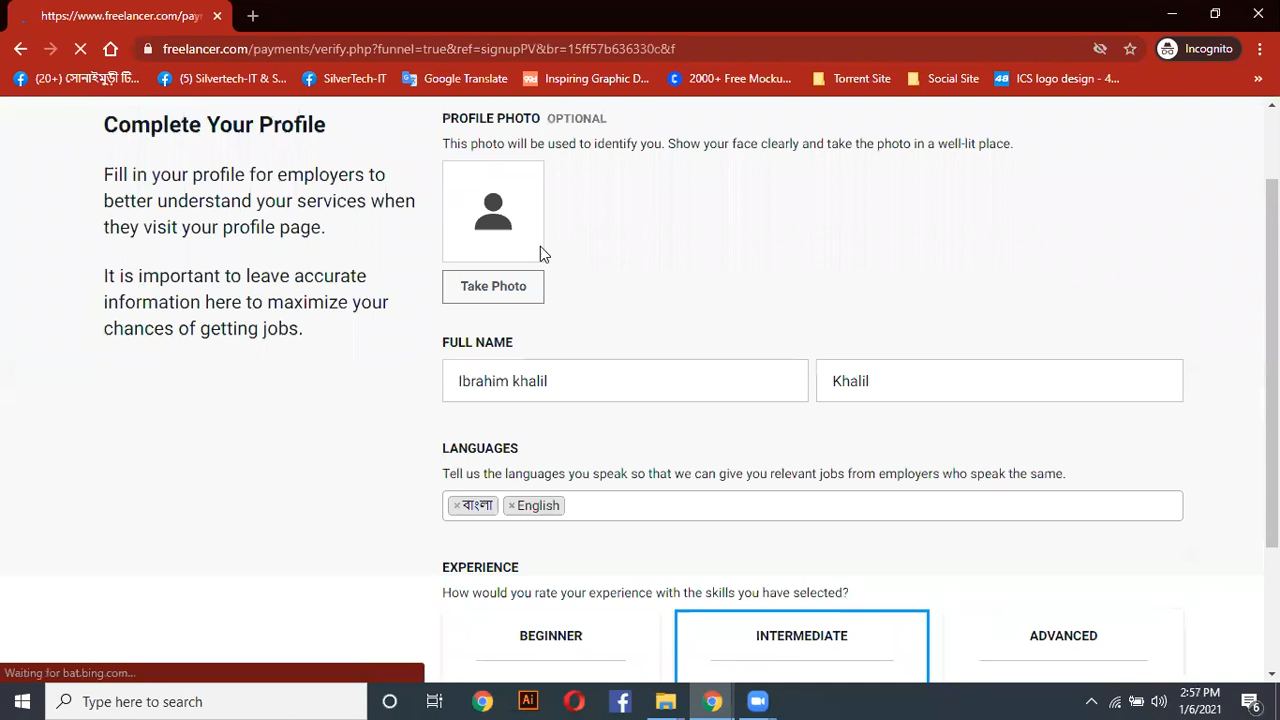 https://www.freelancer.com/pay
freelancer.com/payments/verify.php?funnel=true&ref=signupPV&br=15ff57b636330c&f
Incognito
(20+) সোনাইমুড়ী টি...
(5) Silvertech-IT & S...
SilverTech-IT
Google Translate
Inspiring Graphic D...
2000+ Free Mocku...
Torrent Site
Social Site
48
ICS logo design - 4...
»
Complete Your Profile
Fill in your profile for employers to
better understand your services when
they visit your profile page.
It is important to leave accurate
information here to maximize your
chances of getting jobs.
PROFILE PHOTO OPTIONAL
This photo will be used to identify you. Show your face clearly and take the photo in a well-lit place.
Take Photo
FULL NAME
Ibrahim khalil
Khalil
LANGUAGES
Tell us the languages you speak so that we can give you relevant jobs from employers who speak the same.
× বাংলা × English
EXPERIENCE
How would you rate your experience with the skills you have selected?
BEGINNER
INTERMEDIATE
ADVANCED
Waiting for bat.bing.com...
Type here to search
Ai
2:57 PM
1/6/2021
6